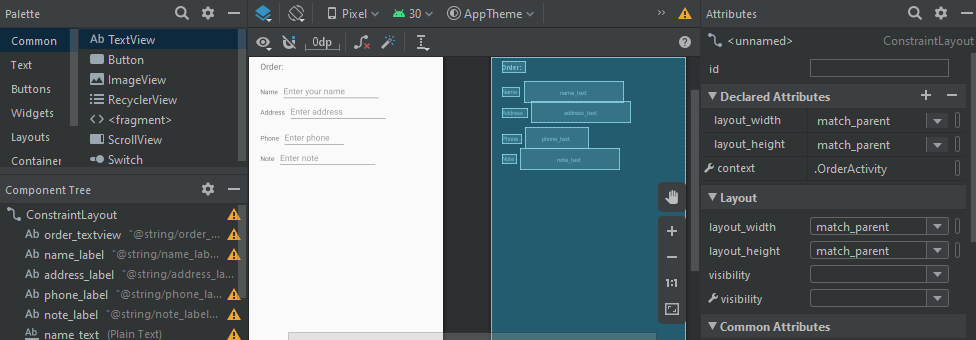 Palette
Pixel
30
AppTheme
Attributes
Common
Ab TextView
Text
Button
Buttons
ImageView
Widgets
RecyclerView
Layouts
<fragment>
Container
ScrollView
Switch
0dp
<unnamed>
ConstraintLayout
id
Declared Attributes
layout_width
match_parent
layout_height
match_parent
context
.OrderActivity
Layout
layout_width
match_parent
layout_height
match_parent
visibility
visibility
Common Attributes
Component Tree
ConstraintLayout
Ab order_textview "@string/order_...
Ab name_label "@string/name_lab...
Ab address_label "@string/address_la
Ab phone_label "@string/phone_la...
Ab note_label "@string/note_label...
Ab name_text (Plain Text)
Order:
Name Enter your name
Address Enter address
Phone Enter phone
Note Enter note
Order:
Name name_text
Address address_text
Phone phone_text
Note note_text
1:1